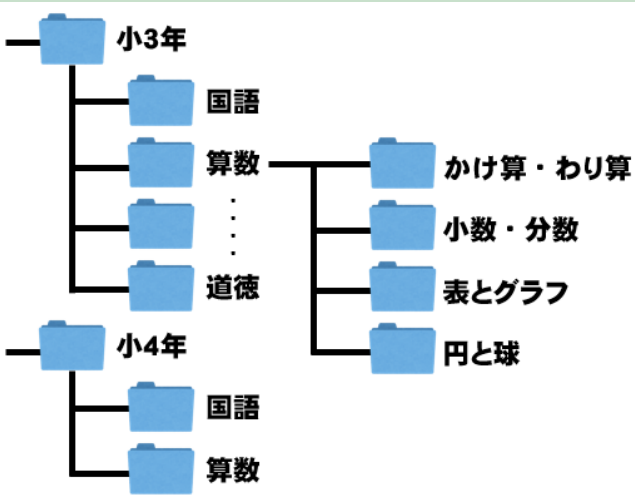 小3年
国語
算数
かけ算・わり算
小数・分数
表とグラフ
円と球
道徳
小4年
国語
算数